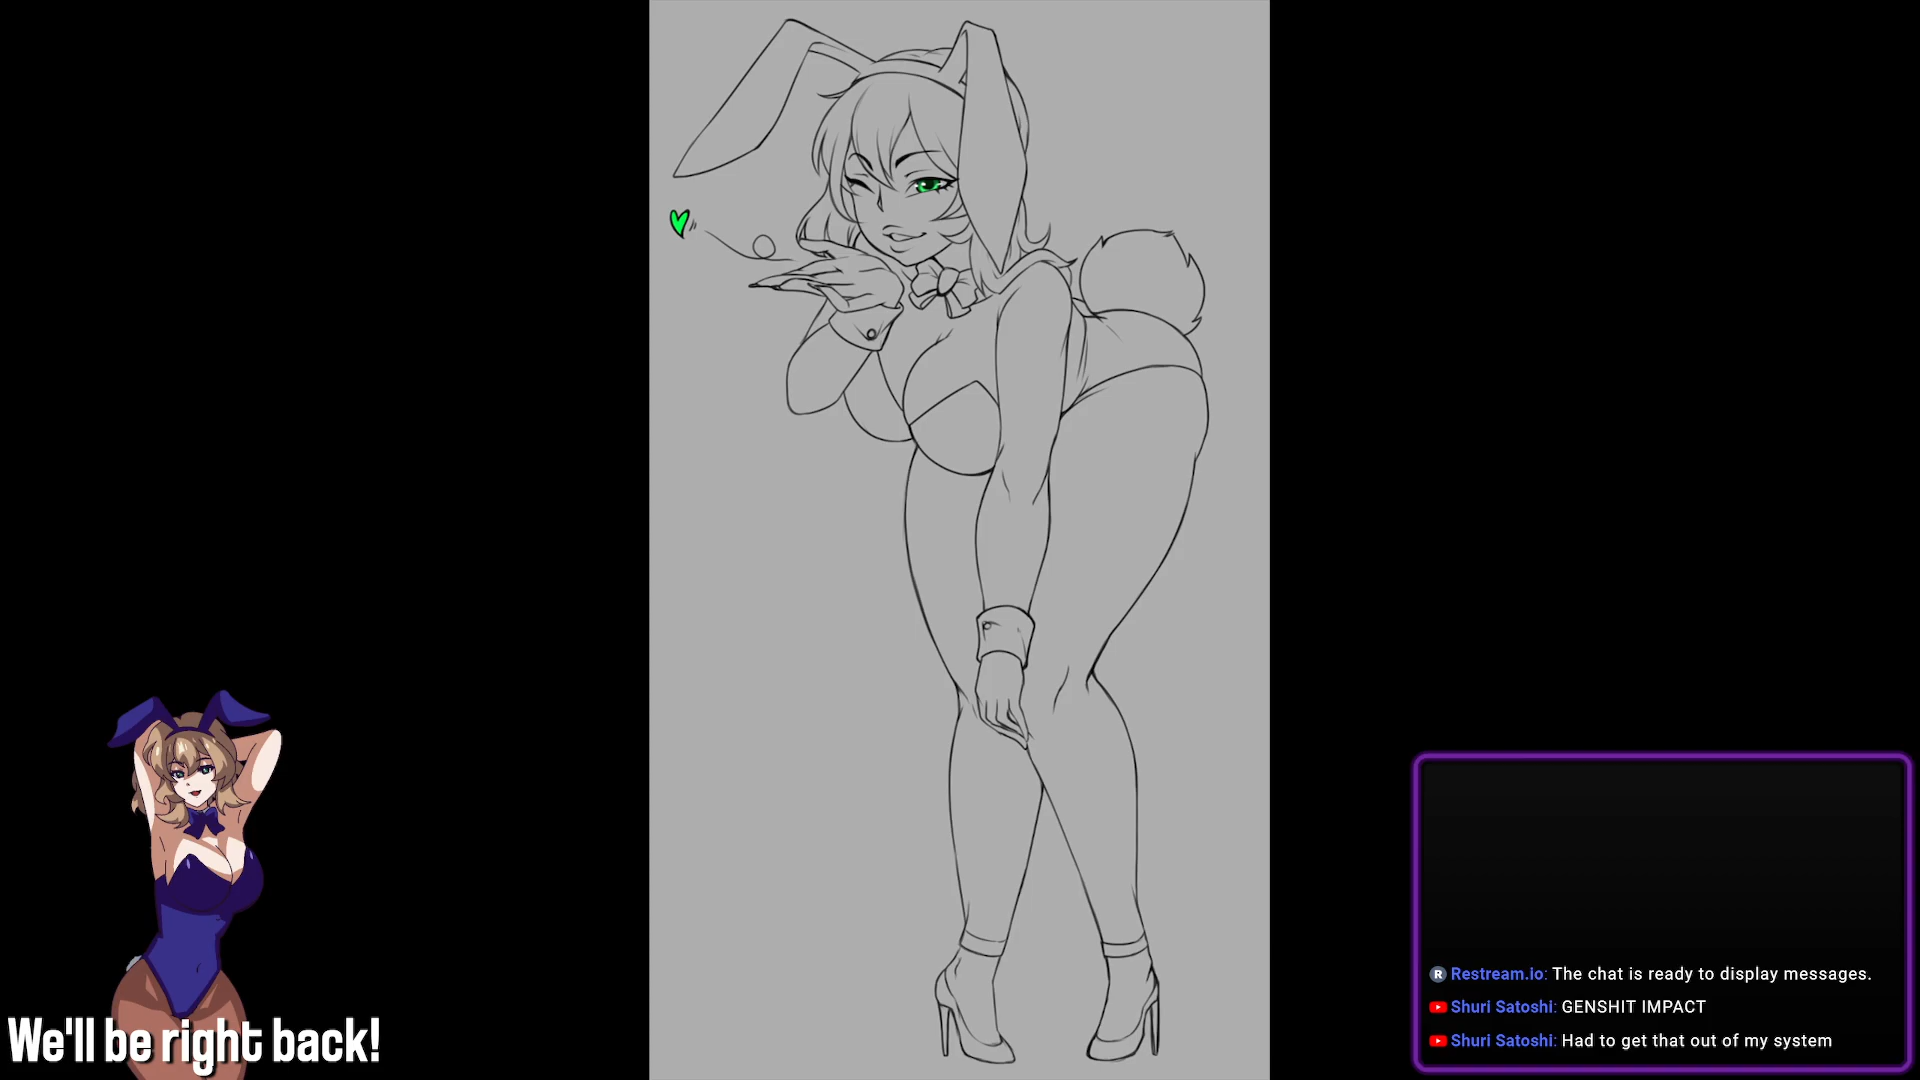 We'll be right back!
R Restream.io: The chat is ready to display messages.
Shuri Satoshi: GENSHIT IMPACT
Shuri Satoshi: Had to get that out of my system